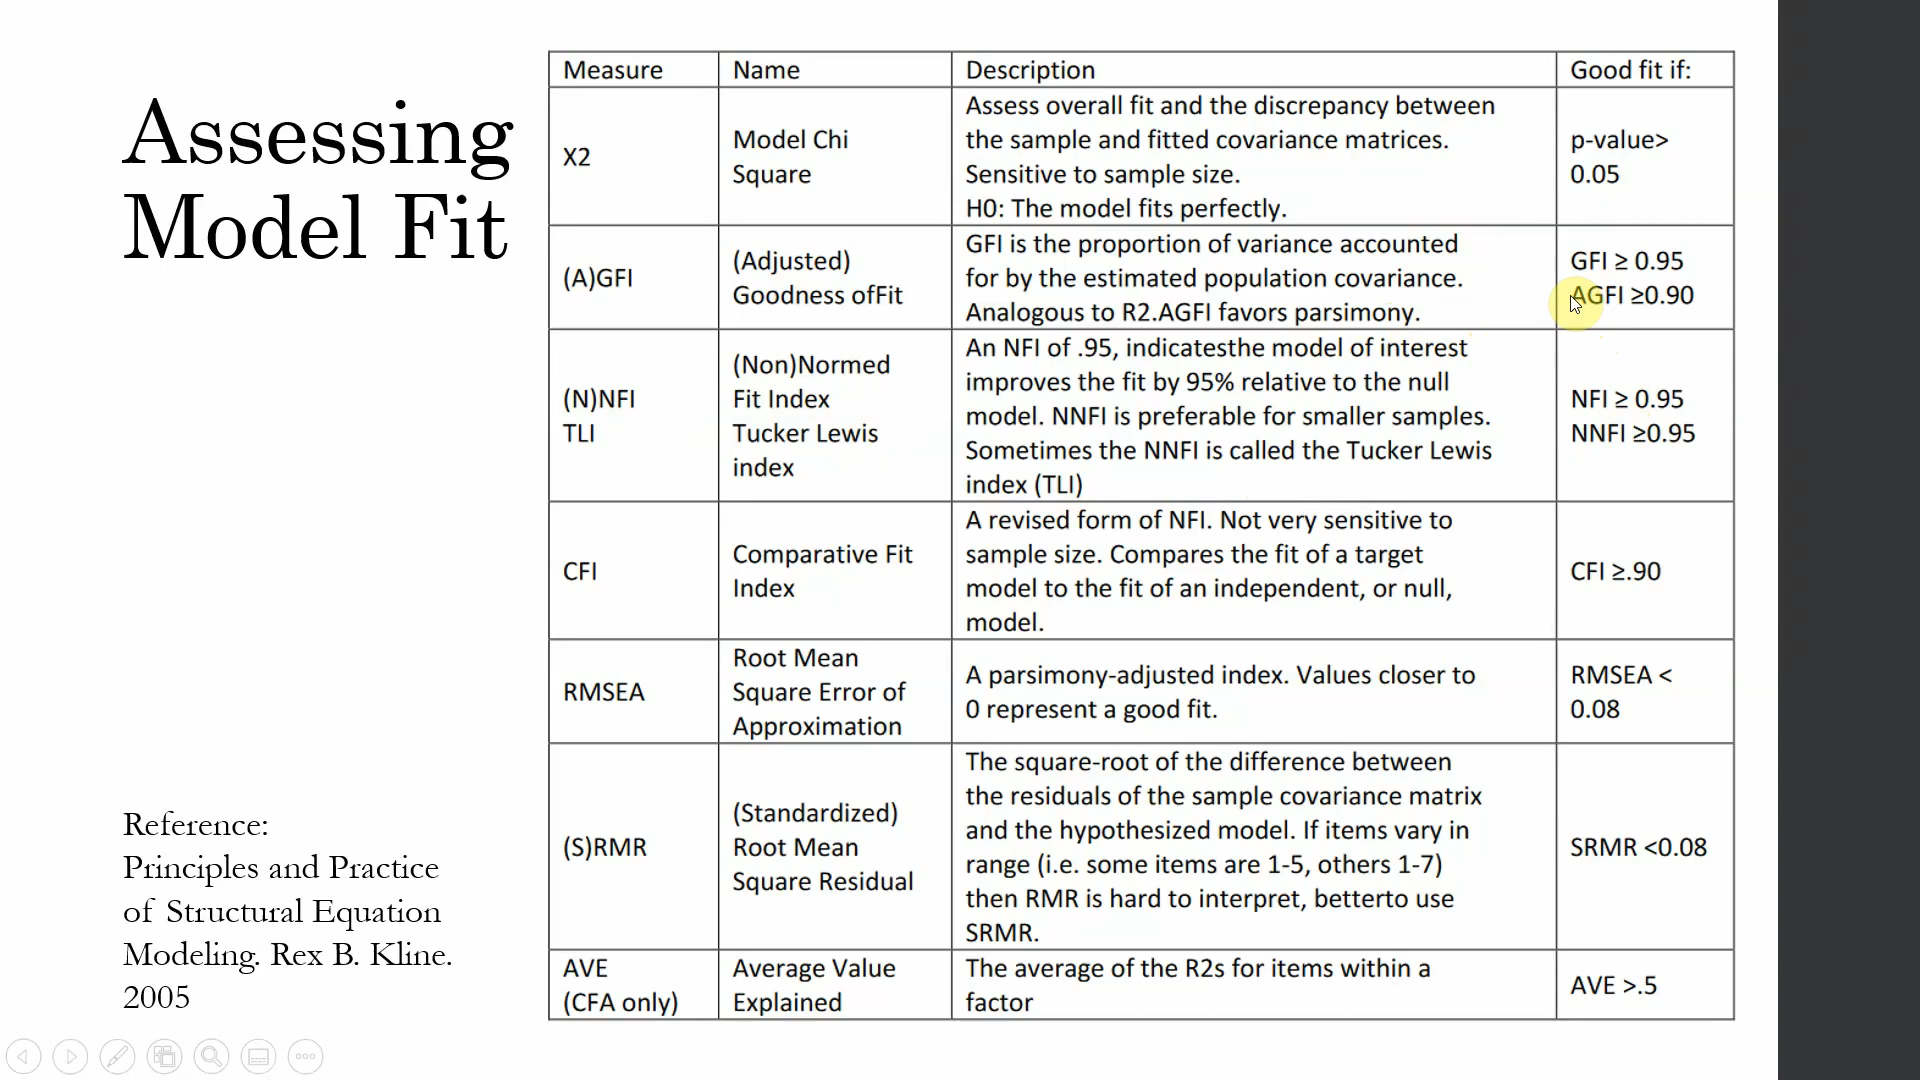 Assessing
Model Fit
Reference:
Principles and Practice
of Structural Equation
Modeling. Rex B. Kline.
2005
Measure
Name
Description
Good fit if:
X2
Model Chi
Square
Assess overall fit and the discrepancy between
the sample and fitted covariance matrices.
Sensitive to sample size.
H0: The model fits perfectly.
p-value>
0.05
(A)GFI
(Adjusted)
Goodness ofFit
GFI is the proportion of variance accounted
for by the estimated population covariance.
Analogous to R2.AGFI favors parsimony.
GFI ≥ 0.95
AGFI ≥0.90
(N)NFI
TLI
(Non)Normed
Fit Index
Tucker Lewis
index
An NFI of .95, indicatesthe model of interest
improves the fit by 95% relative to the null
model. NNFI is preferable for smaller samples.
Sometimes the NNFI is called the Tucker Lewis
index (TLI)
NFI ≥ 0.95
NNFI ≥0.95
CFI
Comparative Fit
Index
A revised form of NFI. Not very sensitive to
sample size. Compares the fit of a target
model to the fit of an independent, or null,
model.
CFI ≥.90
RMSEA
Root Mean
Square Error of
Approximation
A parsimony-adjusted index. Values closer to
0 represent a good fit.
RMSEA <
0.08
(S)RMR
(Standardized)
Root Mean
Square Residual
The square-root of the difference between
the residuals of the sample covariance matrix
and the hypothesized model. If items vary in
range (i.e. some items are 1-5, others 1-7)
then RMR is hard to interpret, betterto use
SRMR.
SRMR <0.08
AVE
(CFA only)
Average Value
Explained
The average of the R2s for items within a
factor
AVE >.5